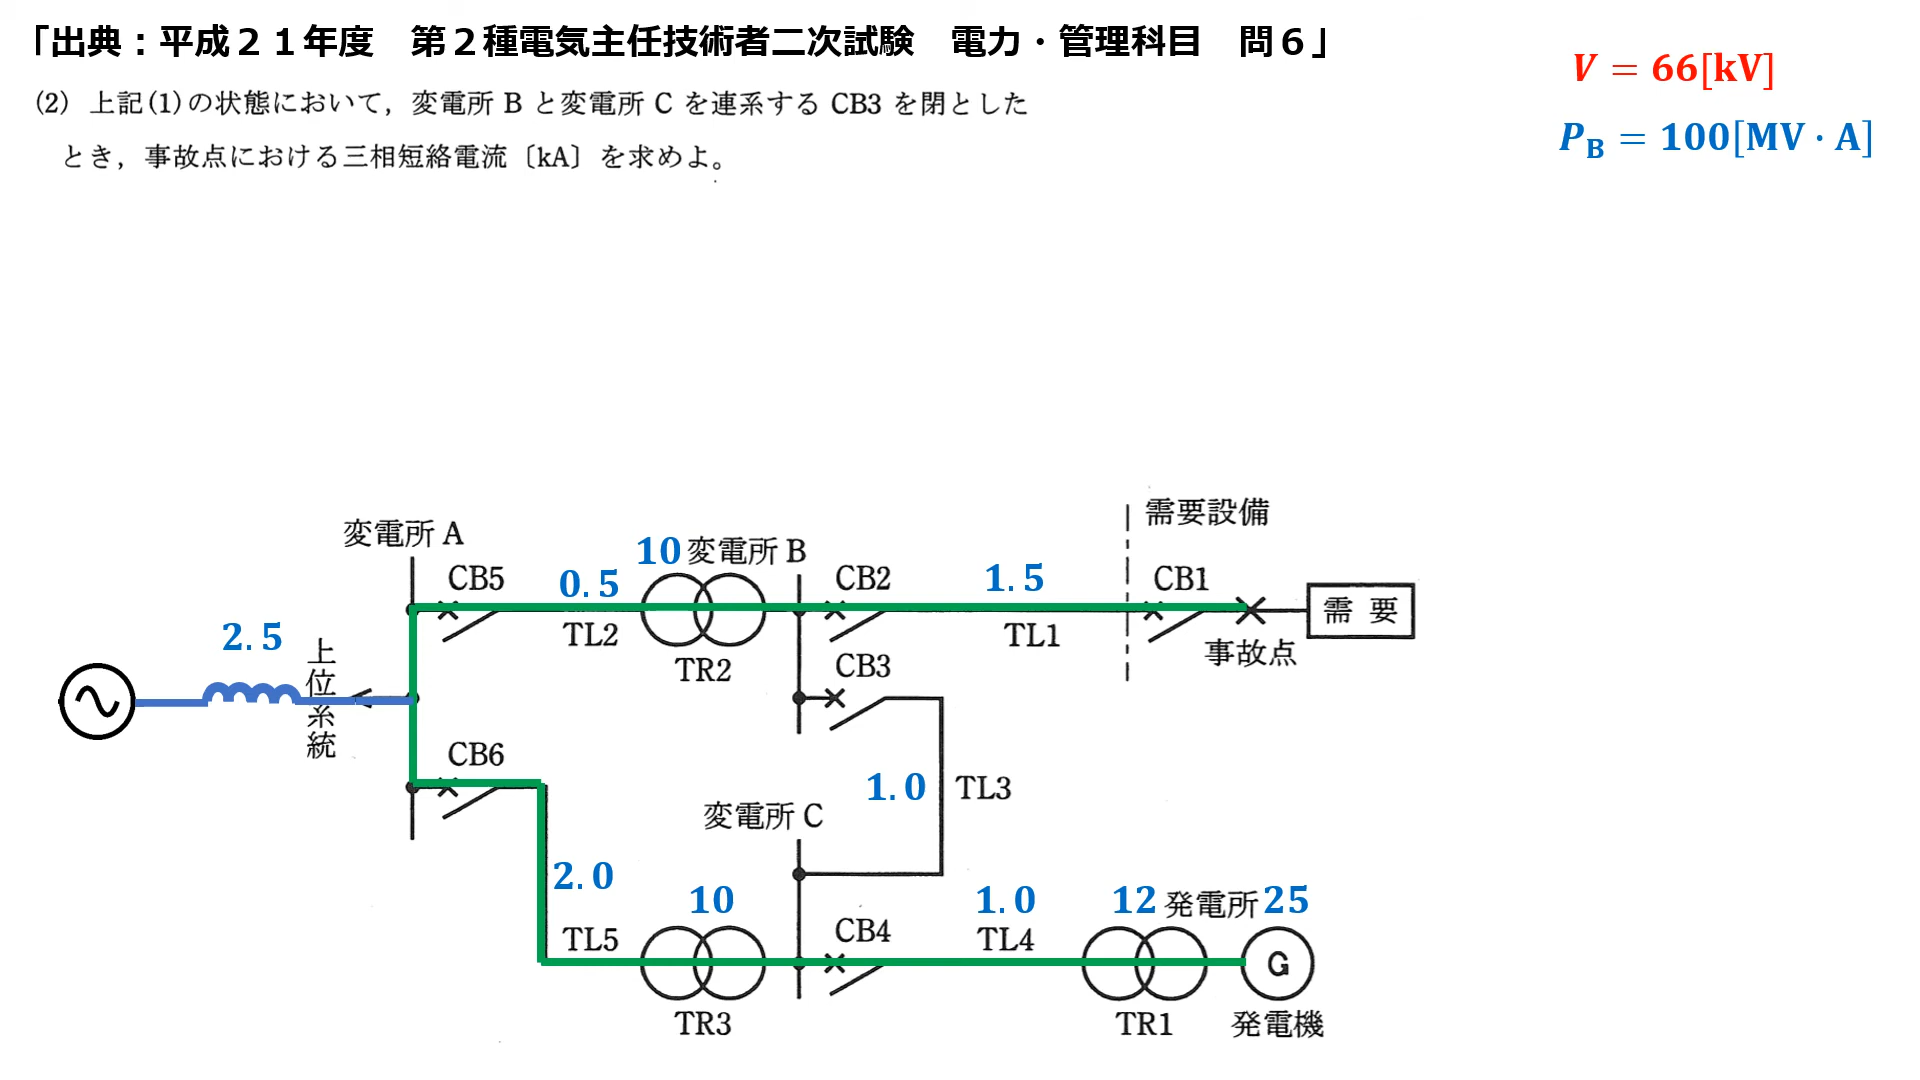 「出典：平成２１年度　第２種電気主任技術者二次試験　電力・管理科目　問６」
V = 66[kV]
P_B = 100[MV・A]
(2) 上記(1)の状態において，変電所 B と変電所 C を連系する CB3 を閉とした
とき，事故点における三相短絡電流〔kA〕を求めよ。
需要設備
変電所 A
10 変電所 B
CB5
0.5
CB2
1.5
CB1
需 要
TL2
TL1
事故点
2.5
上位系統
TR2
CB3
CB6
1.0
TL3
変電所 C
2.0
10
1.0
12 発電所 25
TL5
CB4
TL4
G
TR3
TR1
発電機